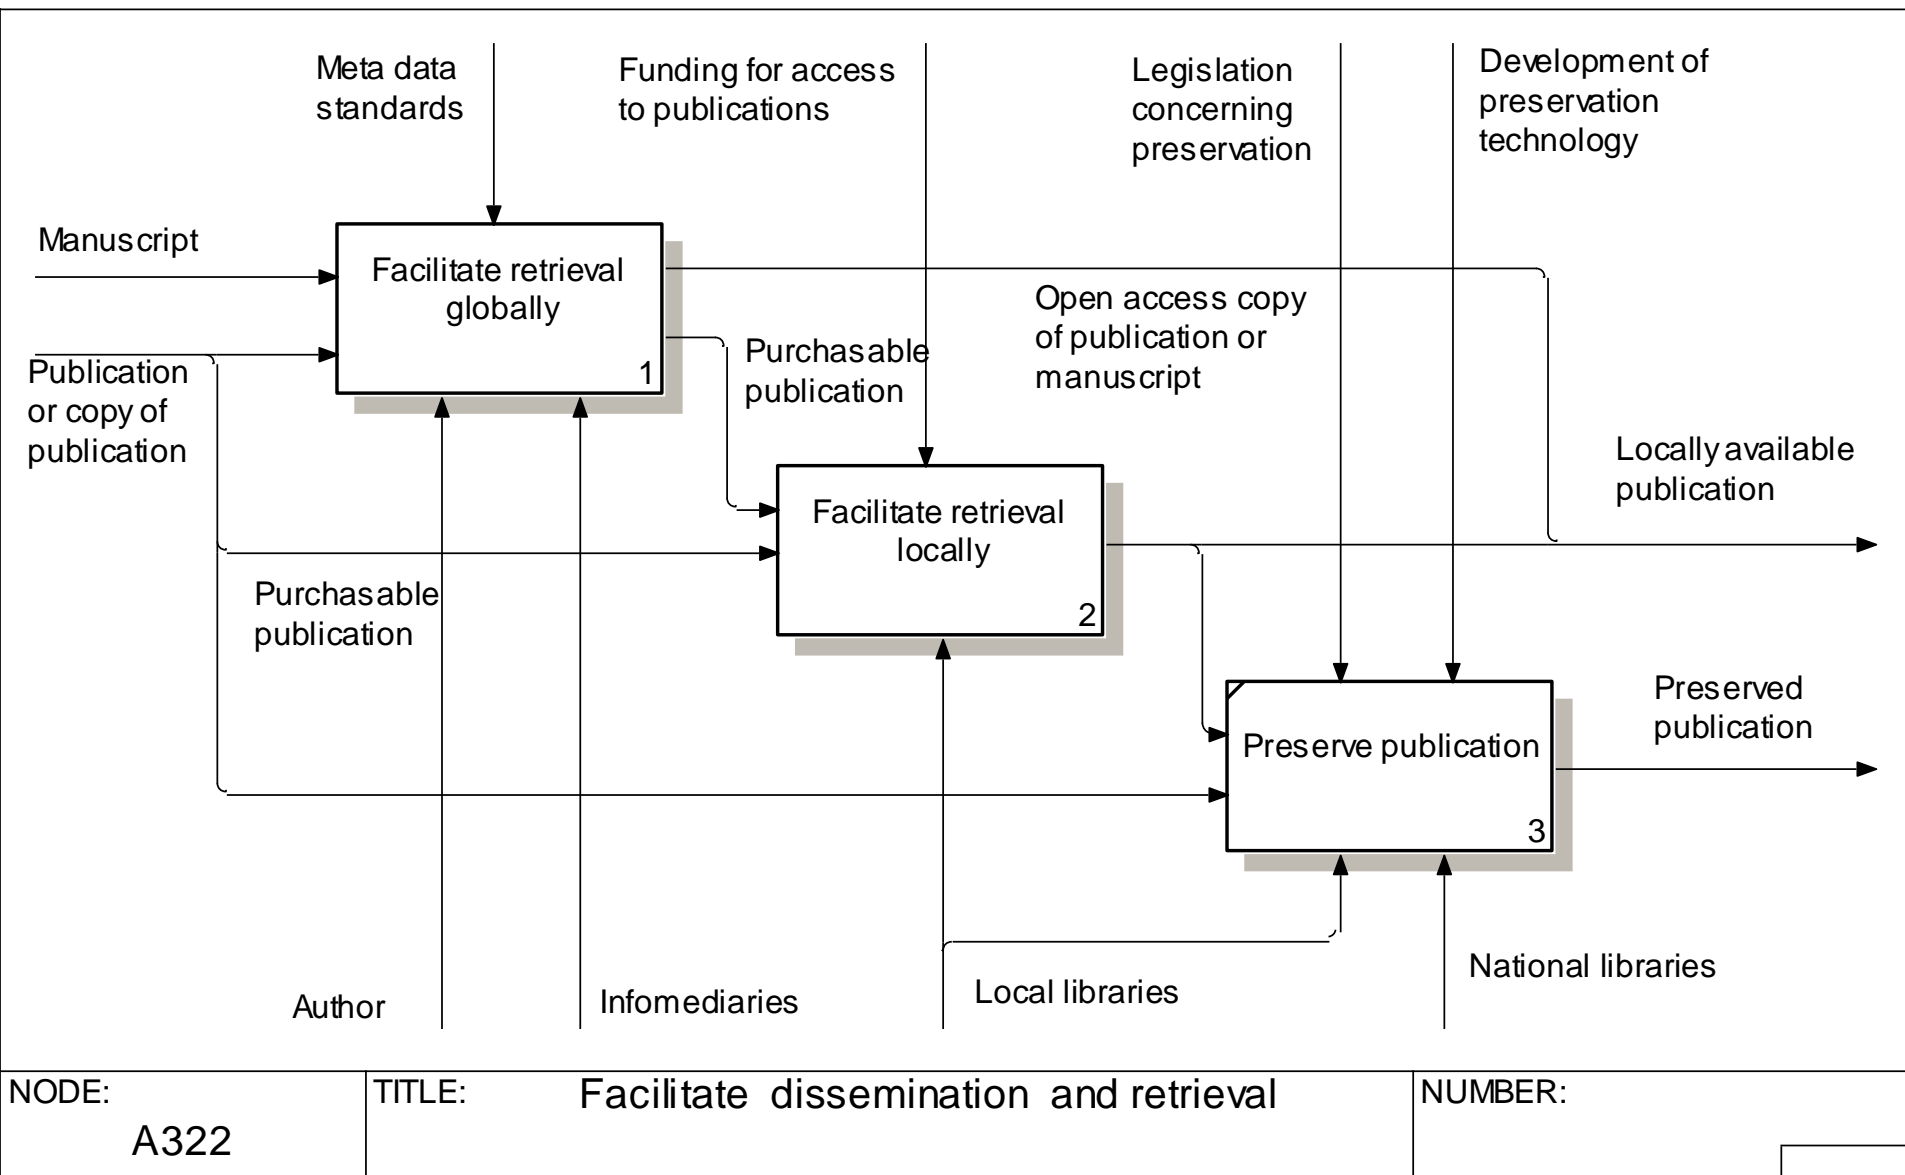 Meta data
standards
Funding for access
to publications
Legislation
concerning
preservation
Development of
preservation
technology
Manuscript
Facilitate retrieval
globally
1
Publication
or copy of
publication
Purchasable
publication
Open access copy
of publication or
manuscript
Locally available
publication
Facilitate retrieval
locally
2
Purchasable
publication
Preserved
publication
Preserve publication
3
Author
Infomediaries
Local libraries
National libraries
NODE:
A322
TITLE:
Facilitate dissemination and retrieval
NUMBER: